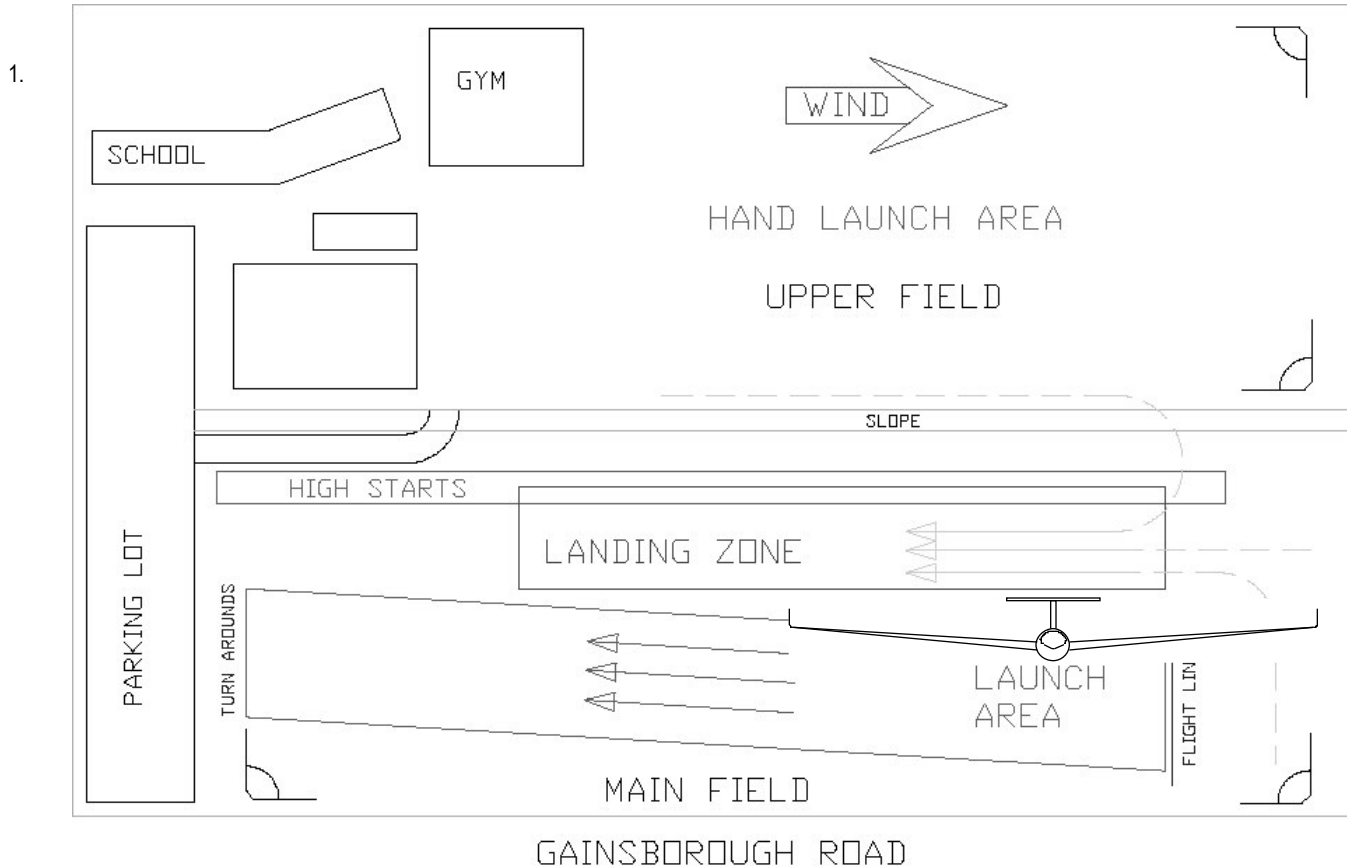 1.
GYM
WIND
SCHOOL
HAND LAUNCH AREA
UPPER FIELD
SLOPE
HIGH STARTS
LANDING ZONE
PARKING LOT
TURN AROUNDS
LAUNCH
AREA
FLIGHT LIN
MAIN FIELD
GAINSBOROUGH ROAD